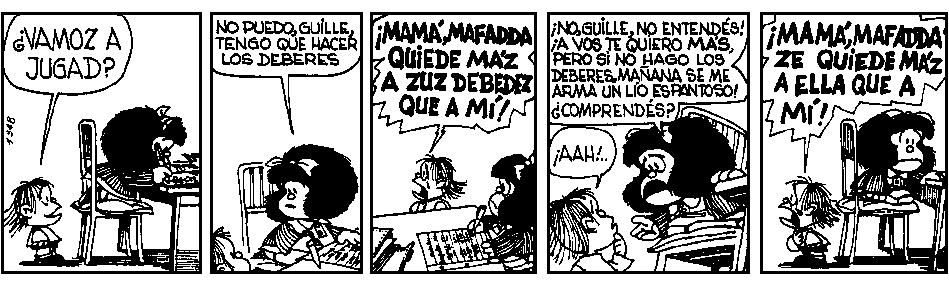 ¿VAMOZ A
JUGAD?
1348
NO PUEDO, GUILLE,
TENGO QUE HACER
LOS DEBERES
¡MAMÁ, MAFADDA
QUIEDE MÁZ
A ZUZ DEBEDEZ
QUE A MÍ!
¡NO, GUILLE, NO ENTENDÉS!
¡A VOS TE QUIERO MÁS,
PERO SI NO HAGO LOS
DEBERES, MAÑANA SE ME
ARMA UN LÍO ESPANTOSO!
¿COMPRENDÉS?
¡AAH!..
¡MAMÁ, MAFADDA
ZE QUIEDE MÁZ
A ELLA QUE A
MÍ!